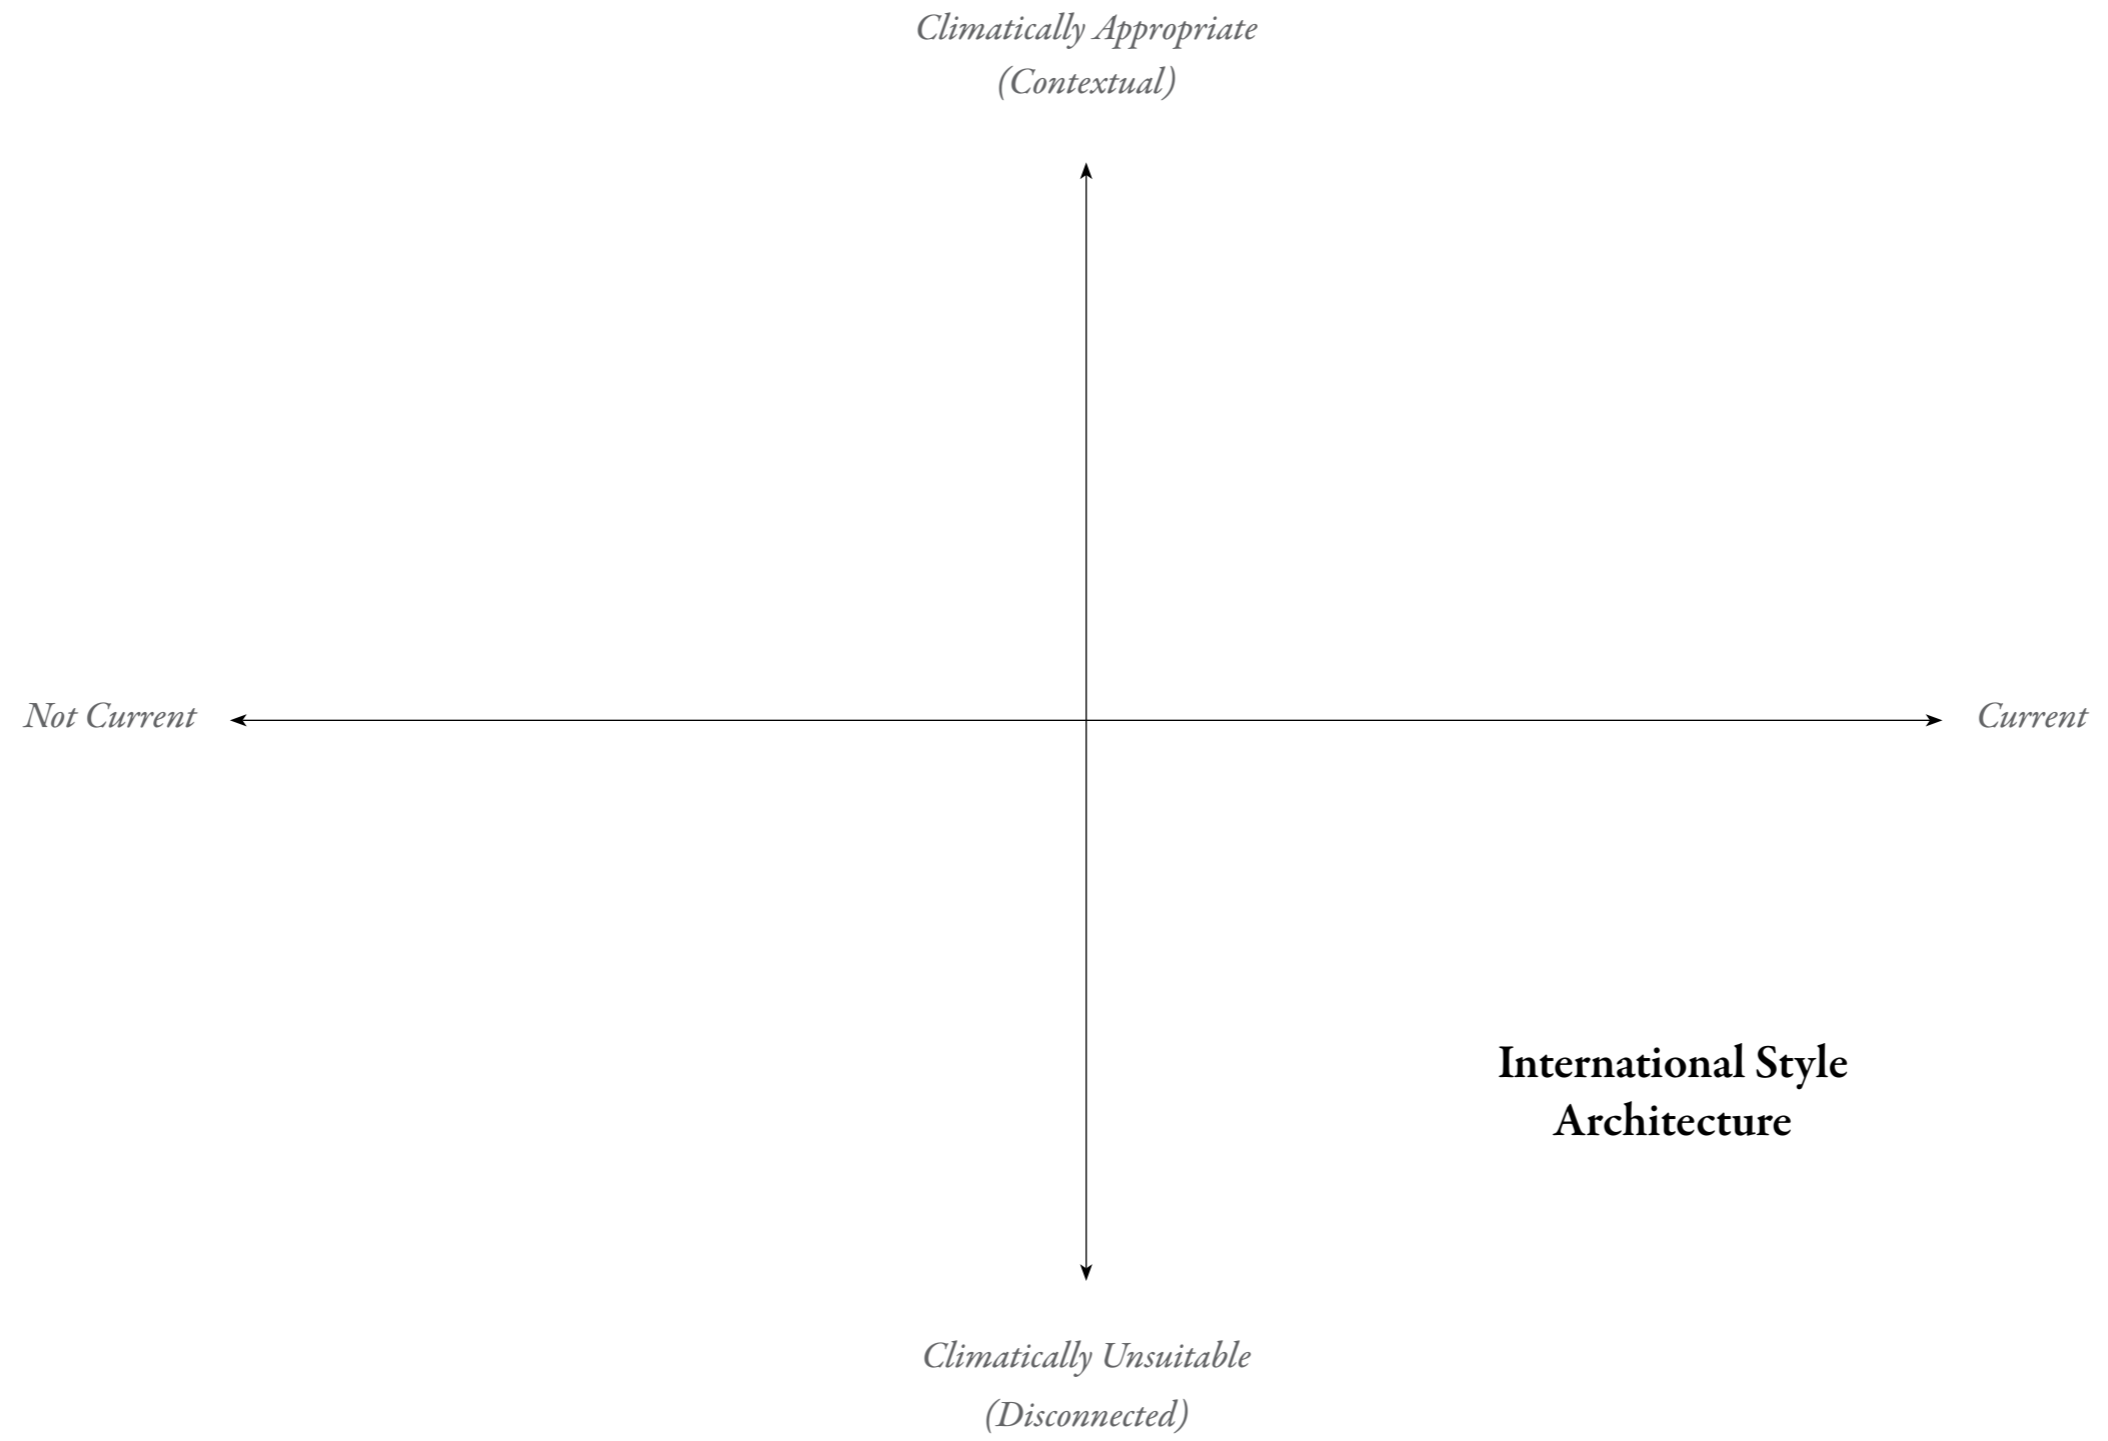 Climatically Appropriate
(Contextual)
Not Current
Current
International Style
Architecture
Climatically Unsuitable
(Disconnected)